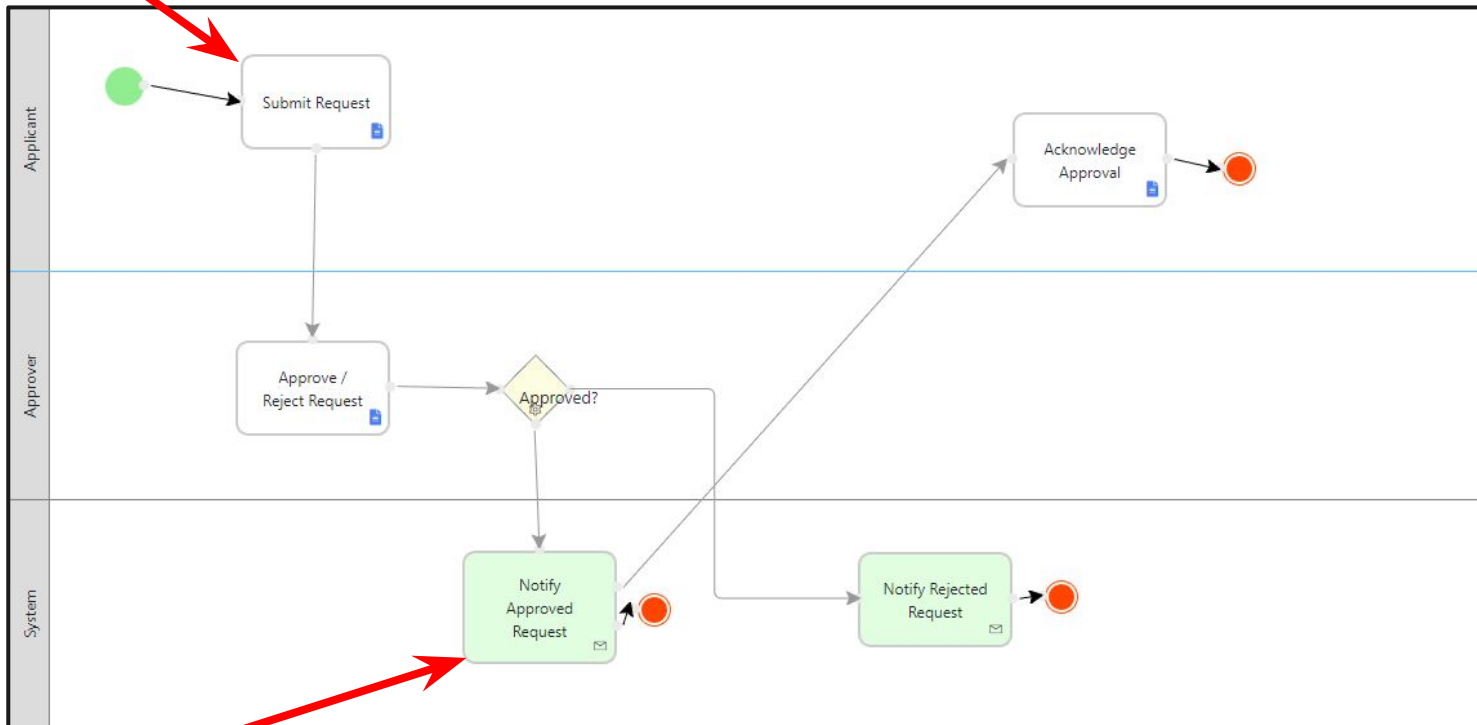 Applicant
Submit Request
Acknowledge
Approval
Approver
Approve /
Reject Request
Approved?
System
Notify
Approved
Request
Notify Rejected
Request